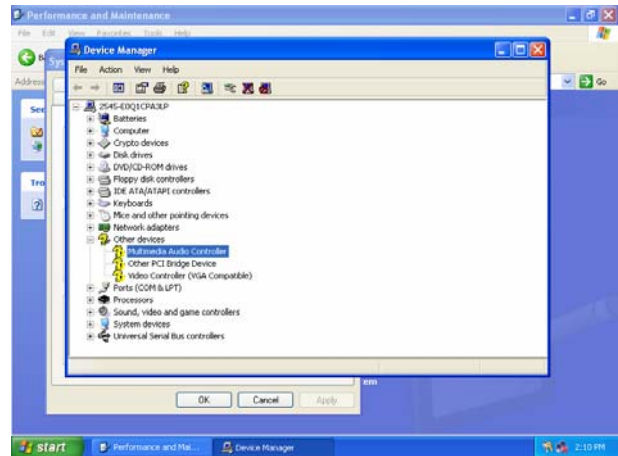 Performance and Maintenance
File Edit View Favorites Tools Help
Address
Go
Device Manager
File Action View Help
Batteries
Computer
Crypto devices
Disk drives
DVD/CD-ROM drives
Floppy disk controllers
IDE ATA/ATAPI controllers
Keyboards
Mice and other pointing devices
Network adapters
Other devices
Multimedia Audio Controller
Other PCI Bridge Device
Video Controller (VGA Compatible)
Ports (COM & LPT)
Processors
Sound, video and game controllers
System devices
Universal Serial Bus controllers
OK Cancel Apply
em
start Performance and Mai... Device Manager 2:10 PM